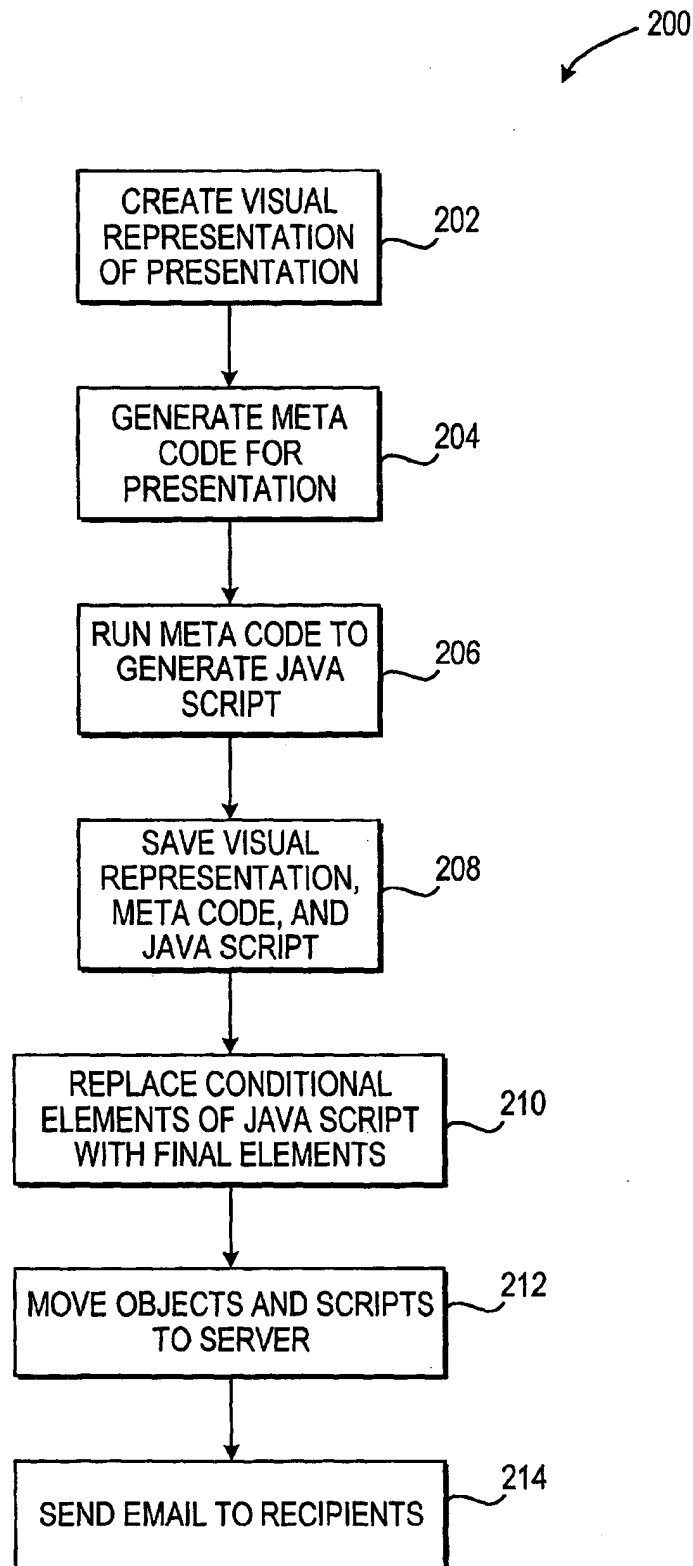 200
CREATE VISUAL
REPRESENTATION
OF PRESENTATION
202
GENERATE META
CODE FOR
PRESENTATION
204
RUN META CODE TO
GENERATE JAVA
SCRIPT
206
SAVE VISUAL
REPRESENTATION,
META CODE, AND
JAVA SCRIPT
208
REPLACE CONDITIONAL
ELEMENTS OF JAVA SCRIPT
WITH FINAL ELEMENTS
210
MOVE OBJECTS AND SCRIPTS
TO SERVER
212
SEND EMAIL TO RECIPIENTS
214